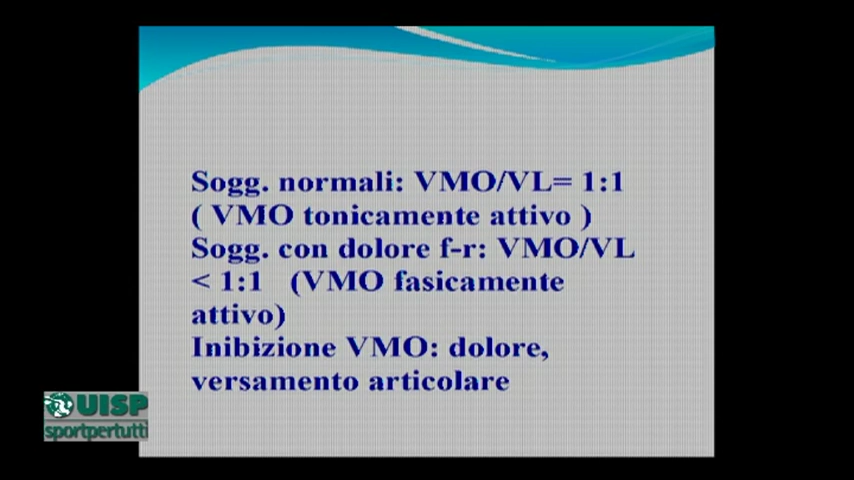 Sogg. normali: VMO/VL= 1:1
( VMO tonicamente attivo )
Sogg. con dolore f-r: VMO/VL
< 1:1 (VMO fasicamente
attivo)
Inibizione VMO: dolore,
versamento articolare
UISP
sportpertutti